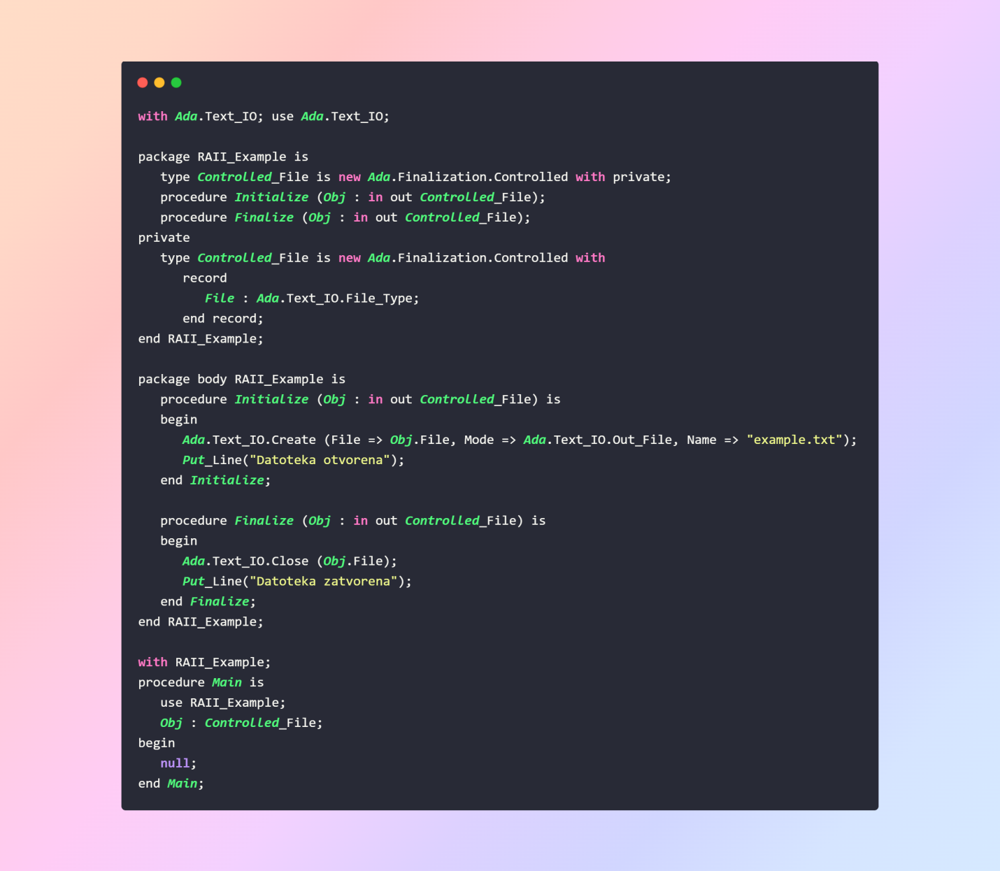 with Ada.Text_IO; use Ada.Text_IO;

package RAII_Example is
   type Controlled_File is new Ada.Finalization.Controlled with private;
   procedure Initialize (Obj : in out Controlled_File);
   procedure Finalize (Obj : in out Controlled_File);
private
   type Controlled_File is new Ada.Finalization.Controlled with
      record
         File : Ada.Text_IO.File_Type;
      end record;
end RAII_Example;

package body RAII_Example is
   procedure Initialize (Obj : in out Controlled_File) is
   begin
      Ada.Text_IO.Create (File => Obj.File, Mode => Ada.Text_IO.Out_File, Name => "example.txt");
      Put_Line("Datoteka otvorena");
   end Initialize;

   procedure Finalize (Obj : in out Controlled_File) is
   begin
      Ada.Text_IO.Close (Obj.File);
      Put_Line("Datoteka zatvorena");
   end Finalize;
end RAII_Example;

with RAII_Example;
procedure Main is
   use RAII_Example;
   Obj : Controlled_File;
begin
   null;
end Main;